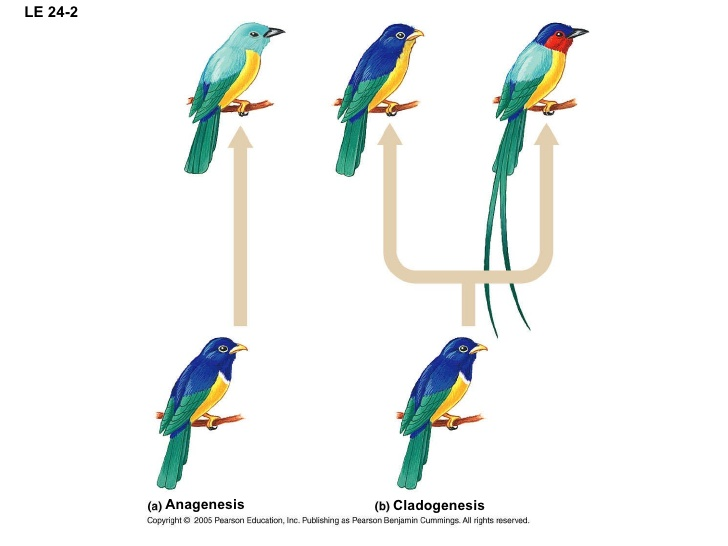 LE 24-2
(a) Anagenesis
(b) Cladogenesis
Copyright © 2005 Pearson Education, Inc. Publishing as Pearson Benjamin Cummings. All rights reserved.